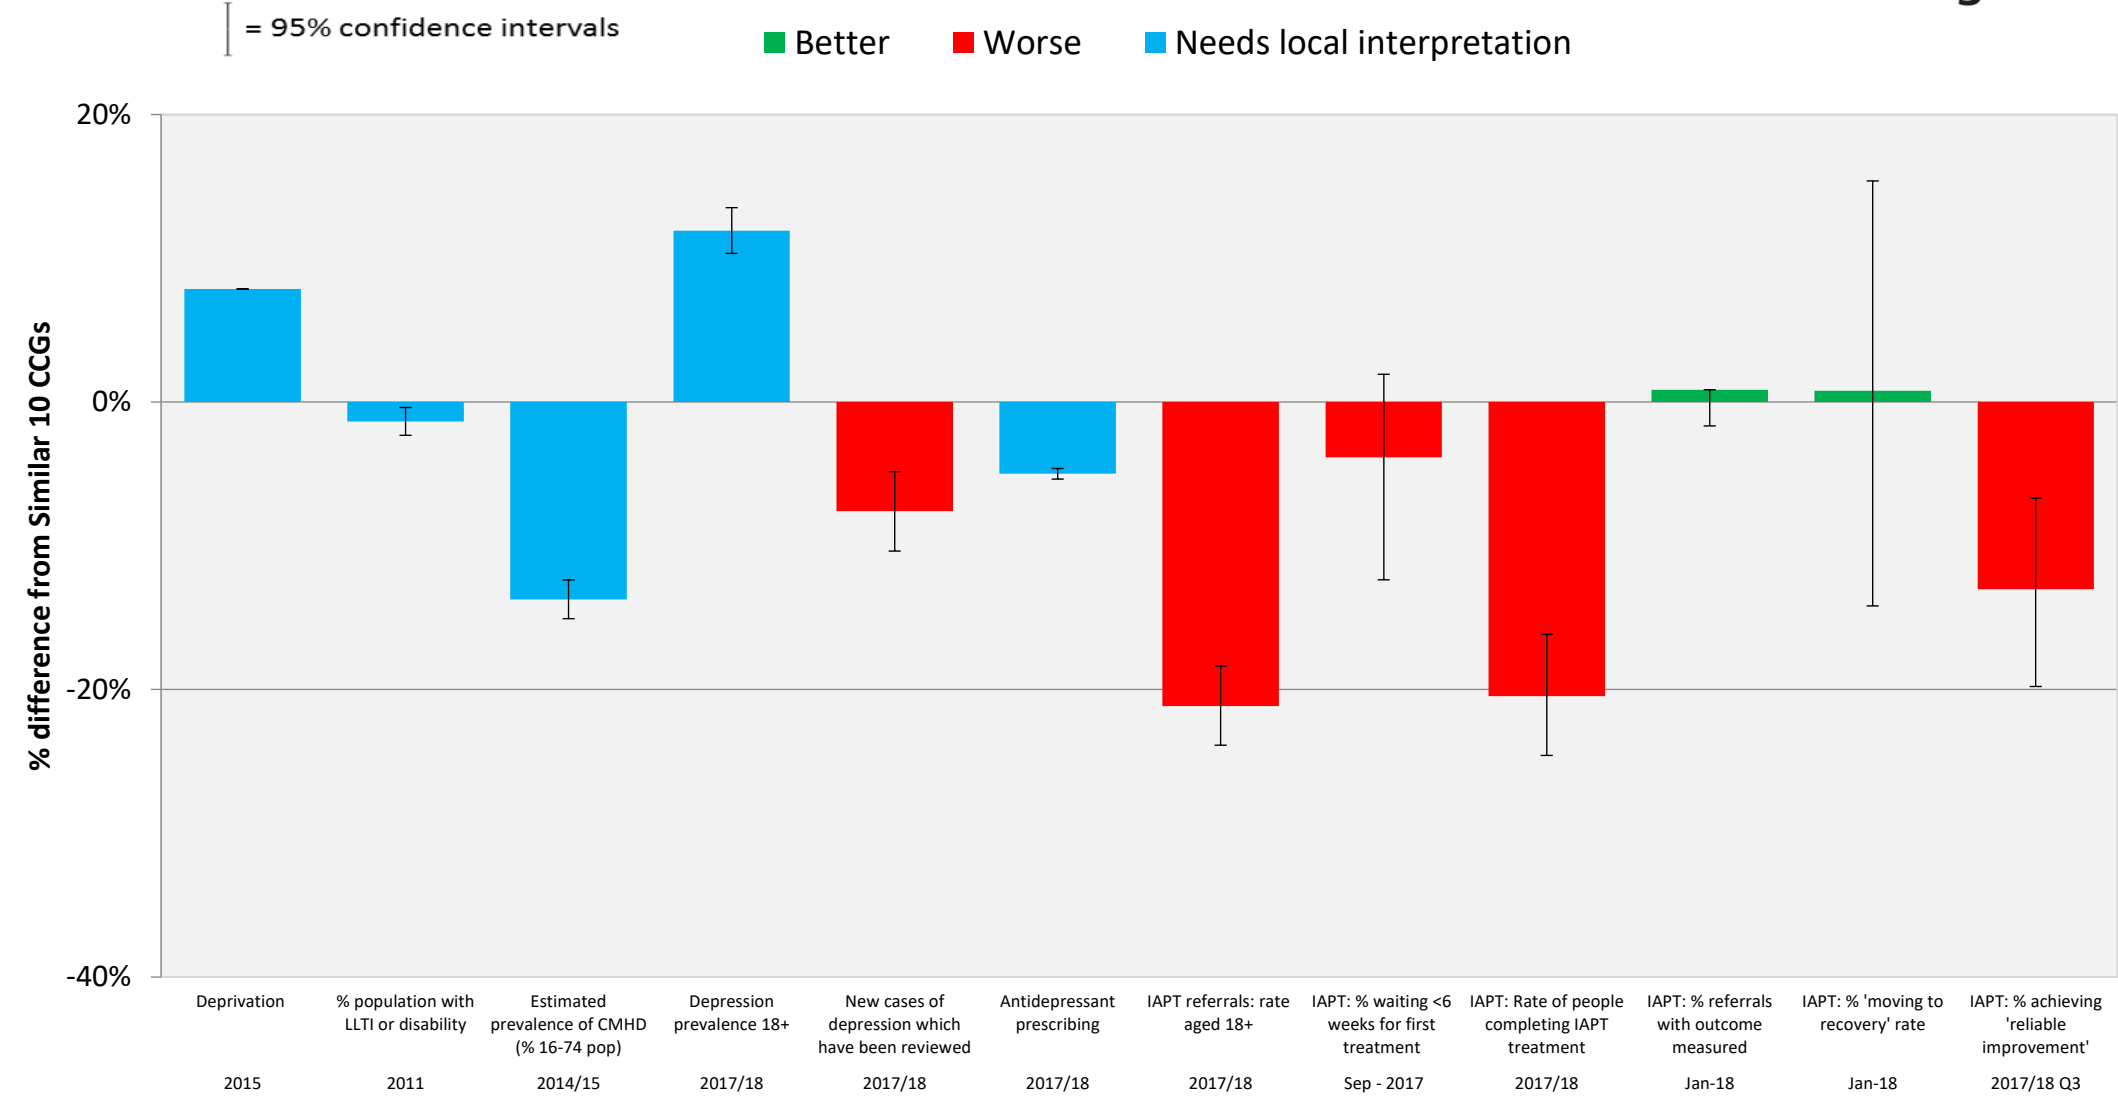 = 95% confidence intervals
Better
Worse
Needs local interpretation
20%
0%
-20%
-40%
% difference from Similar 10 CCGs
Deprivation
2015
% population with
LLTI or disability
2011
Estimated
prevalence of CMHD
(% 16-74 pop)
2014/15
Depression
prevalence 18+
2017/18
New cases of
depression which
have been reviewed
2017/18
Antidepressant
prescribing
2017/18
IAPT referrals: rate
aged 18+
2017/18
IAPT: % waiting <6
weeks for first
treatment
Sep - 2017
IAPT: Rate of people
completing IAPT
treatment
2017/18
IAPT: % referrals
with outcome
measured
Jan-18
IAPT: % 'moving to
recovery' rate
Jan-18
IAPT: % achieving
'reliable
improvement'
2017/18 Q3